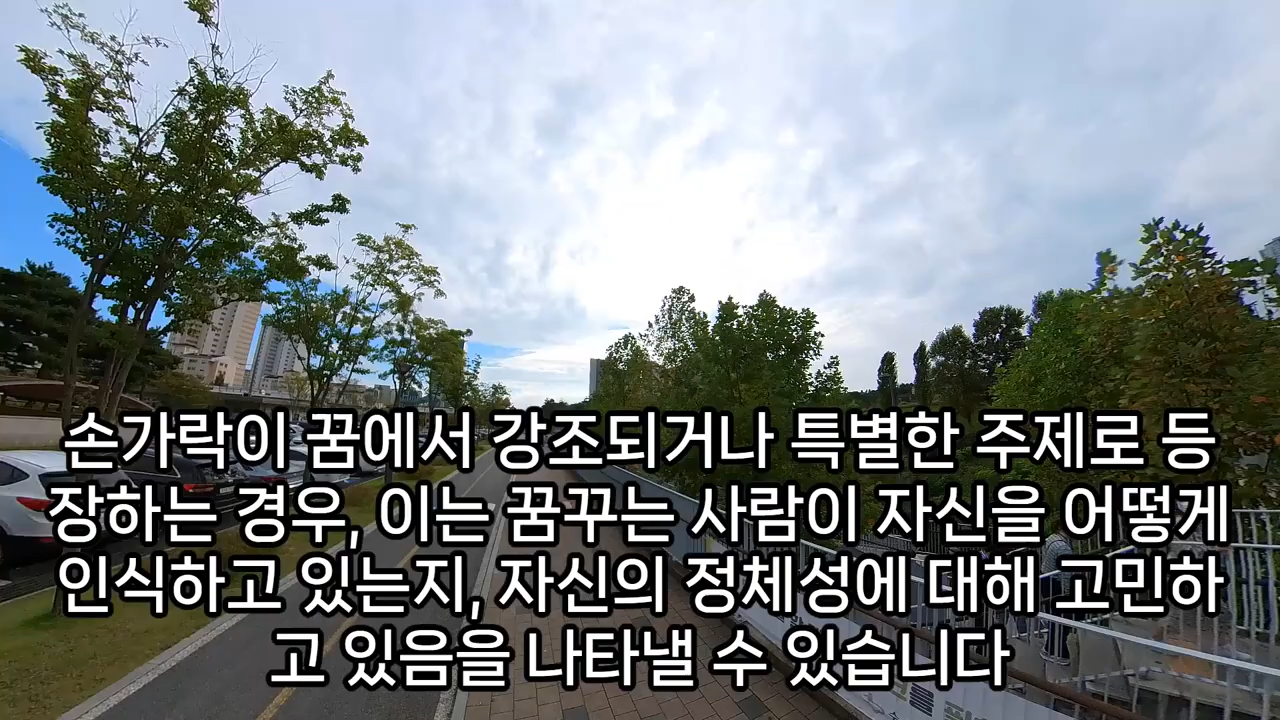 손가락이 꿈에서 강조되거나 특별한 주제로 등
장하는 경우, 이는 꿈꾸는 사람이 자신을 어떻게
인식하고 있는지, 자신의 정체성에 대해 고민하
고 있음을 나타낼 수 있습니다